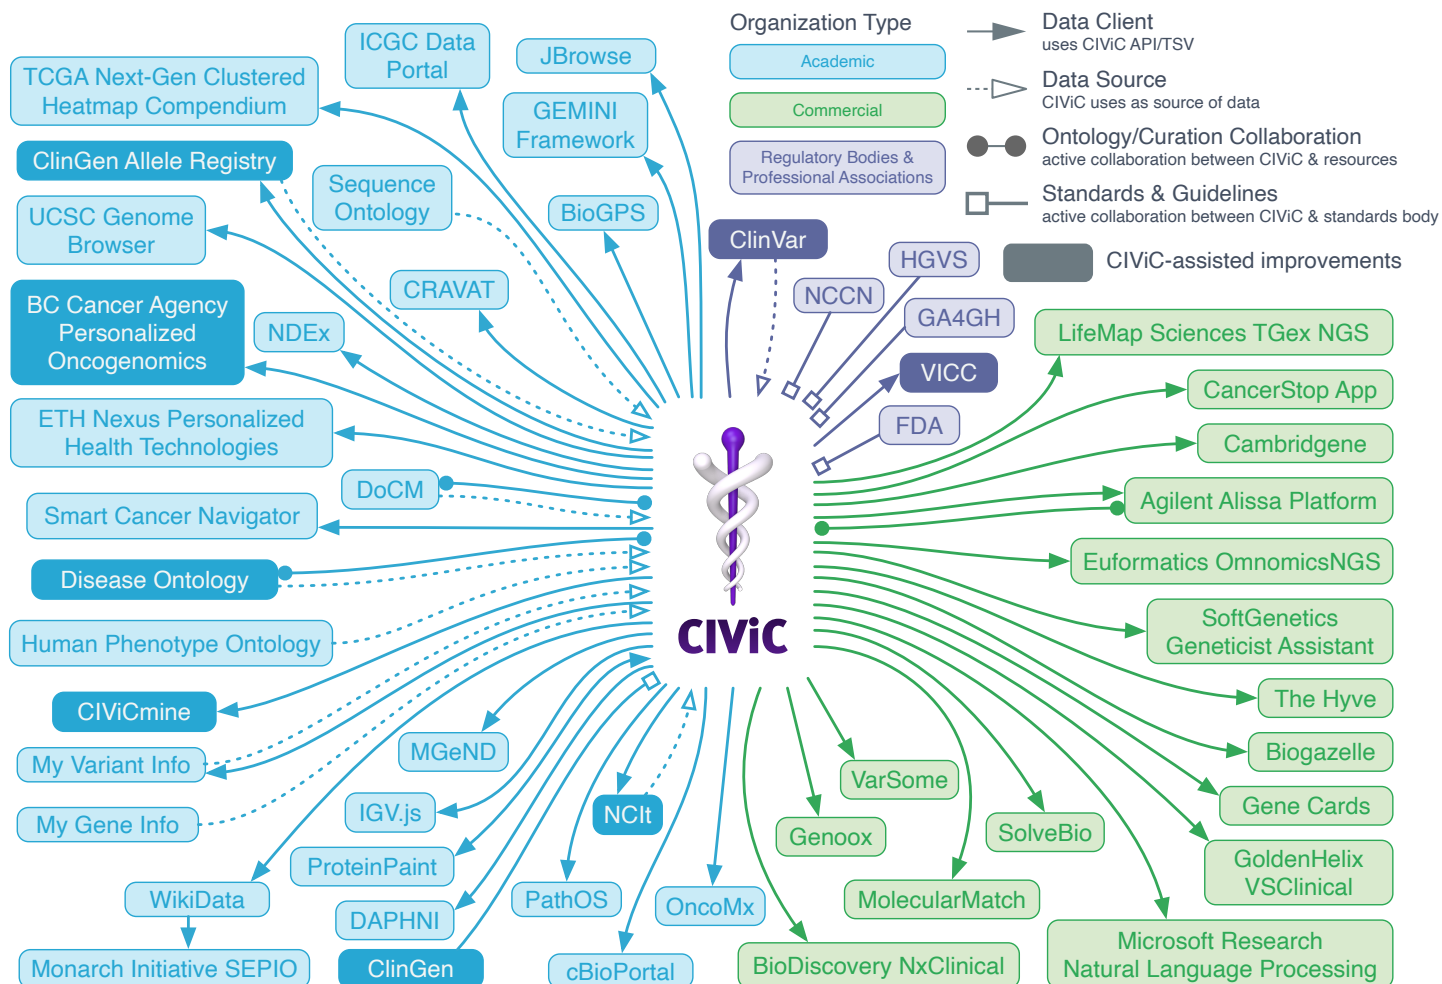 Organization Type
Academic
Commercial
Regulatory Bodies &
Professional Associations
Data Client
uses CIViC API/TSV
Data Source
CIViC uses as source of data
Ontology/Curation Collaboration
active collaboration between CIViC & resources
Standards & Guidelines
active collaboration between CIViC & standards body
CIViC-assisted improvements
ICGC Data
Portal
JBrowse
TCGA Next-Gen Clustered
Heatmap Compendium
GEMINI
Framework
ClinGen Allele Registry
Sequence
Ontology
BioGPS
UCSC Genome
Browser
CRAVAT
BC Cancer Agency
Personalized
Oncogenomics
NDEx
ETH Nexus Personalized
Health Technologies
DoCM
Smart Cancer Navigator
Disease Ontology
Human Phenotype Ontology
CIViCmine
My Variant Info
My Gene Info
WikiData
Monarch Initiative SEPIO
MGeND
IGV.js
ProteinPaint
DAPHNI
ClinGen
NCIt
PathOS
cBioPortal
OncoMx
ClinVar
NCCN
HGVS
GA4GH
VICC
FDA
CIViC
LifeMap Sciences TGex NGS
CancerStop App
Cambridgene
Agilent Alissa Platform
Euformatics OmnomicsNGS
SoftGenetics
Geneticist Assistant
The Hyve
Biogazelle
Gene Cards
GoldenHelix
VSClinical
Microsoft Research
Natural Language Processing
SolveBio
MolecularMatch
VarSome
Genoox
BioDiscovery NxClinical